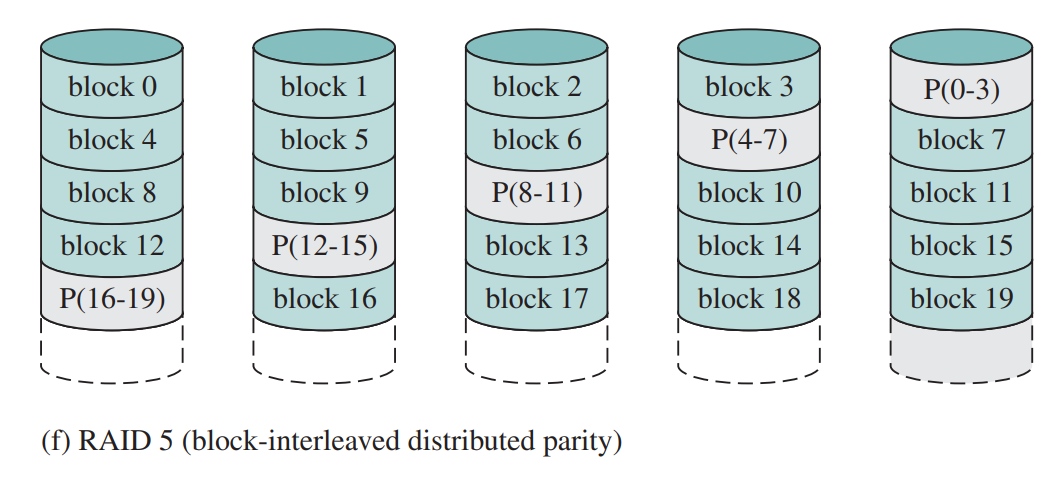 block 0 block 1 block 2 block 3 P(0-3)
block 4 block 5 block 6 P(4-7) block 7
block 8 block 9 P(8-11) block 10 block 11
block 12 P(12-15) block 13 block 14 block 15
P(16-19) block 16 block 17 block 18 block 19
(f) RAID 5 (block-interleaved distributed parity)